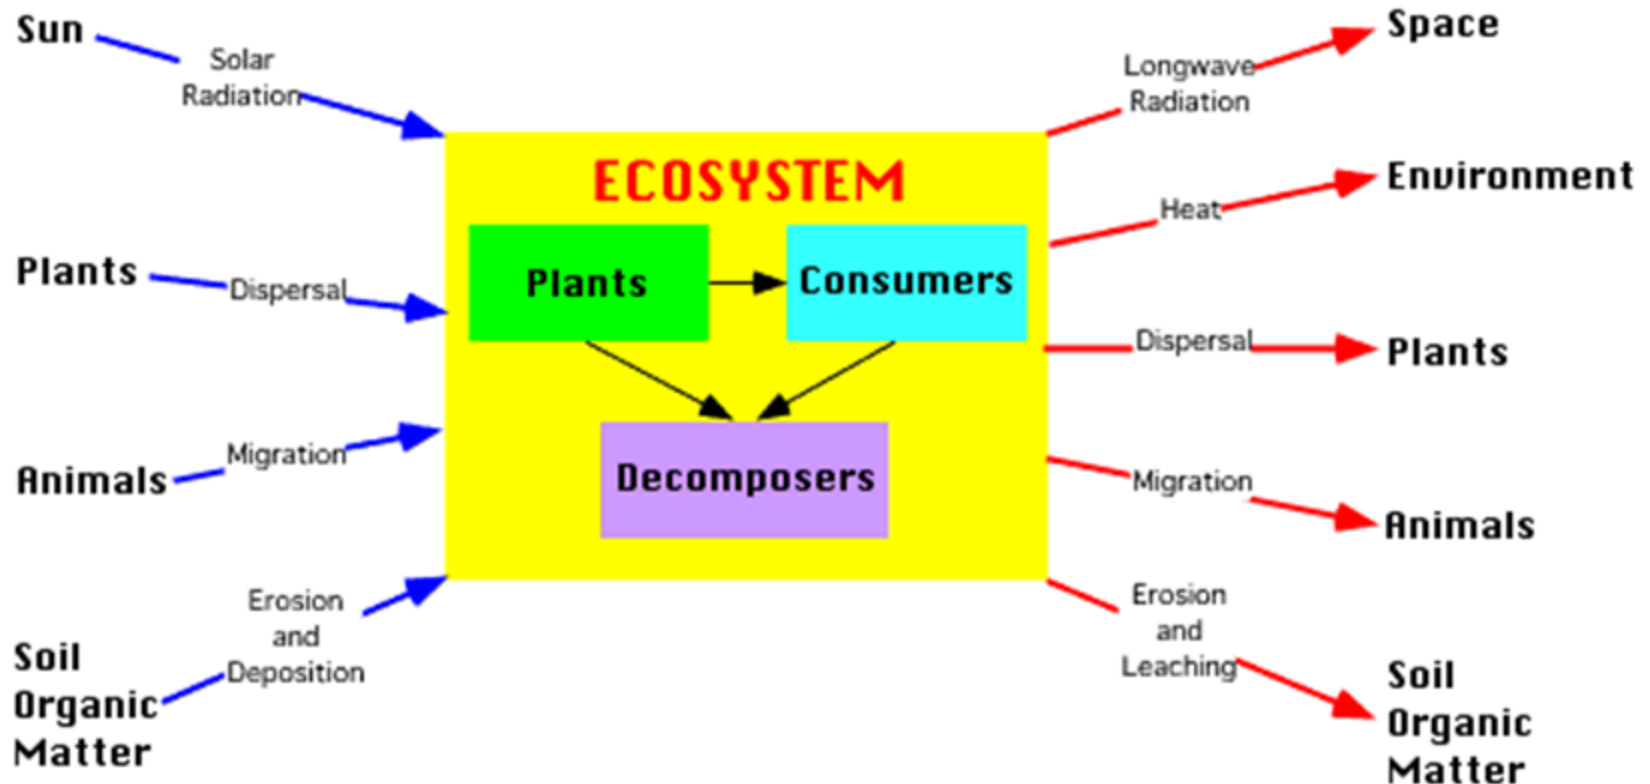 Sun
Solar
Radiation
Plants
Dispersal
Animals
Migration
Erosion
and
Deposition
Soil
Organic
Matter
ECOSYSTEM
Plants
Consumers
Decomposers
Space
Longwave
Radiation
Environment
Heat
Dispersal
Plants
Migration
Animals
Erosion
and
Leaching
Soil
Organic
Matter